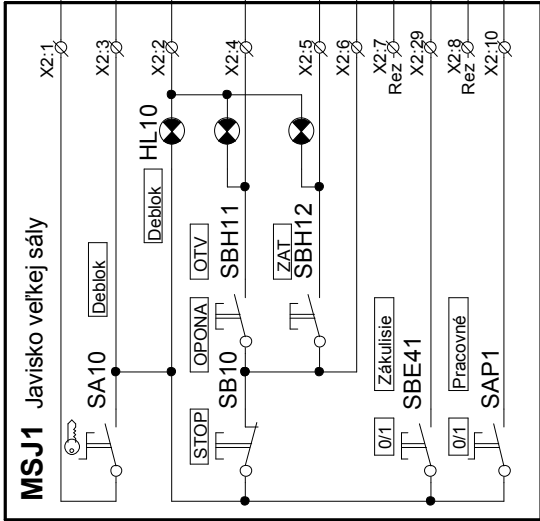 MSJ1 Javisko veľkej sály
X2:1
X2:3
X2:2
X2:4
X2:5
X2:6
X2:7
Rez
X2:29
X2:8
Rez
X2:10
SA10
Deblok
HL10
Deblok
STOP
SB10
OPONA
OTV
SBH11
ZAT
SBH12
0/1
Zákulisie
SBE41
0/1
Pracovné
SAP1